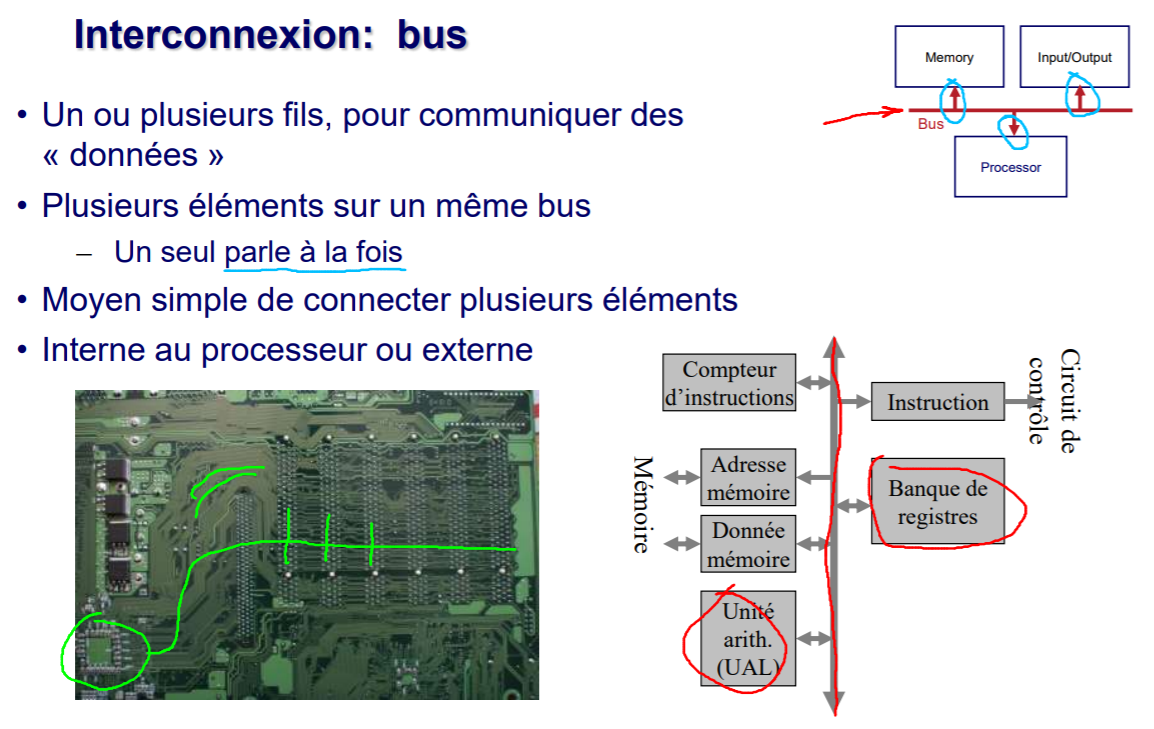 Interconnexion: bus
• Un ou plusieurs fils, pour communiquer des
« données »
• Plusieurs éléments sur un même bus
– Un seul parle à la fois
• Moyen simple de connecter plusieurs éléments
• Interne au processeur ou externe
Memory
Input/Output
Bus
Processor
Compteur
d'instructions
Instruction
Circuit de
contrôle
Mémoire
Adresse
mémoire
Banque de
registres
Donnée
mémoire
Unité
arith.
(UAL)